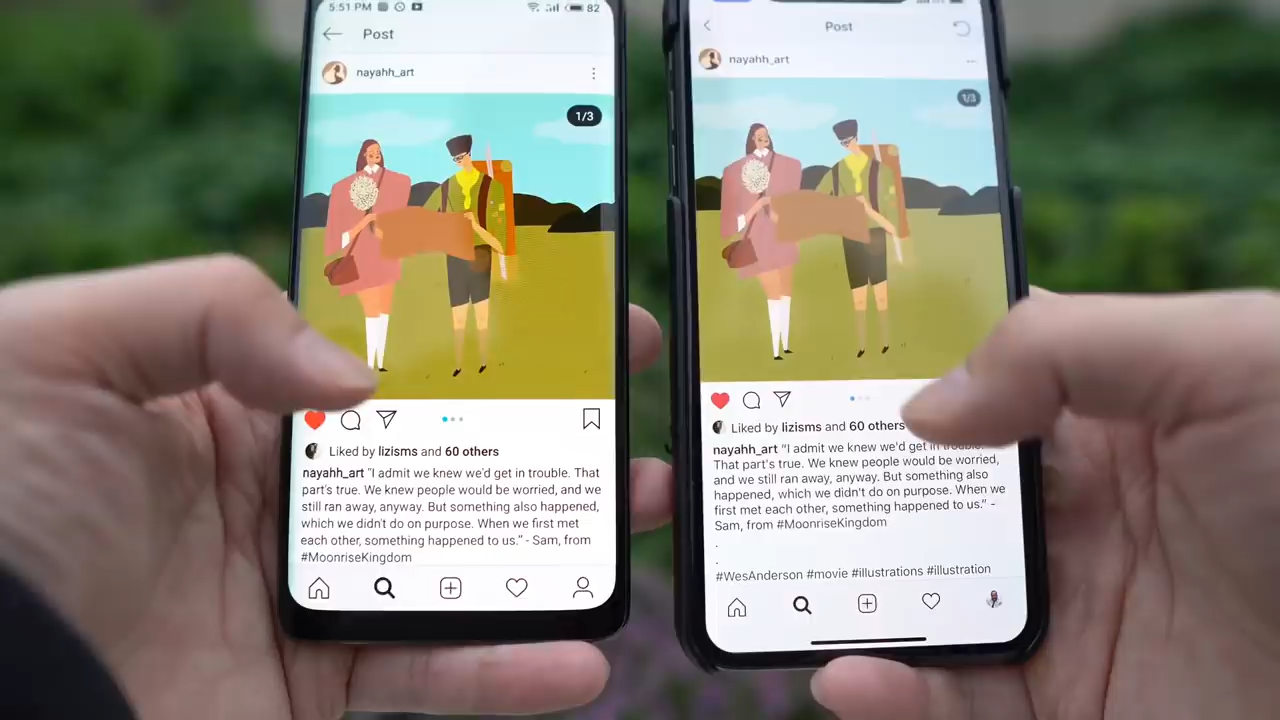 5:51 PM
82
Post
nayahh_art
1/3
Liked by lizisms and 60 others
nayahh_art "I admit we knew we'd get in trouble. That
part's true. We knew people would be worried, and we
still ran away, anyway. But something also happened,
which we didn't do on purpose. When we first met
each other, something happened to us." - Sam, from
#MoonriseKingdom
Post
nayahh_art
1/3
Liked by lizisms and 60 others
nayahh_art "I admit we knew we'd get in trouble.
That part's true. We knew people would be worried,
and we still ran away, anyway. But something also
happened, which we didn't do on purpose. When we
first met each other, something happened to us." -
Sam, from #MoonriseKingdom
.
.
#WesAnderson #movie #illustrations #illustration